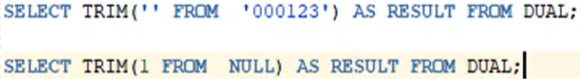 SELECT TRIM('' FROM '000123') AS RESULT FROM DUAL;
SELECT TRIM(1 FROM NULL) AS RESULT FROM DUAL;